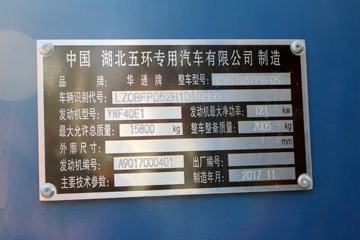 中国 湖北五环专用汽车有限公司 制造
品 牌 华通牌 整车型号
车辆识别代号
发动机型号 YNF40E1 发动机最大净功率 121 kw
最大允许总质量 15800 kg 整车整备质量 7005 kg
外廓尺寸 mm
发动机编号 A9017000401 出厂编号
主要技术参数 制造年月 2017.11